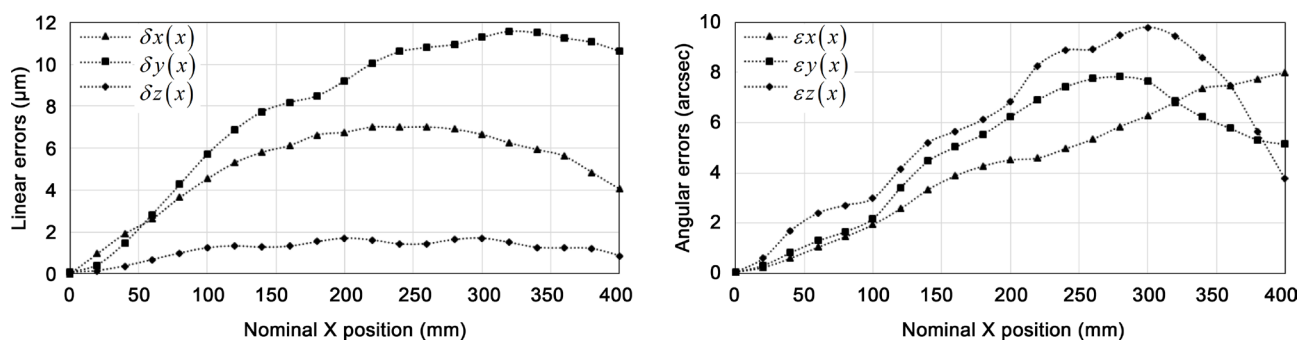 Linear errors (μm)
12
10
8
6
4
2
0
δx(x)
δy(x)
δz(x)
0 50 100 150 200 250 300 350 400
Nominal X position (mm)
Angular errors (arcsec)
10
8
6
4
2
0
εx(x)
εy(x)
εz(x)
0 50 100 150 200 250 300 350 400
Nominal X position (mm)